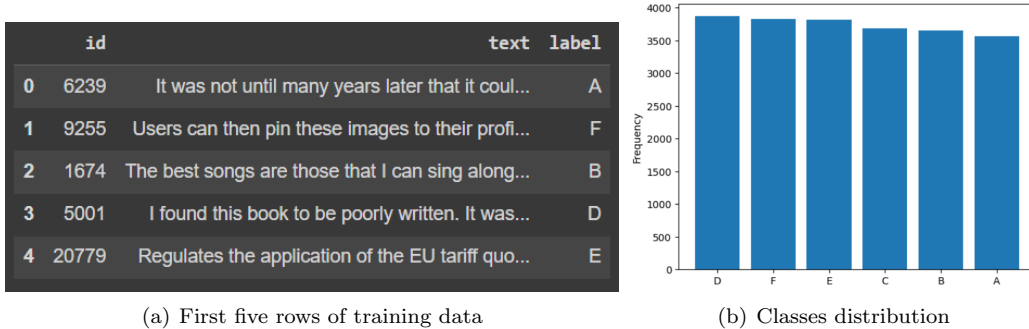 id text label
0 6239 It was not until many years later that it coul... A
1 9255 Users can then pin these images to their profi... F
2 1674 The best songs are those that I can sing along... B
3 5001 I found this book to be poorly written. It was... D
4 20779 Regulates the application of the EU tariff quo... E
(a) First five rows of training data
4000
3500
3000
2500
2000
1500
1000
500
0
Frequency
D F E C B A
(b) Classes distribution